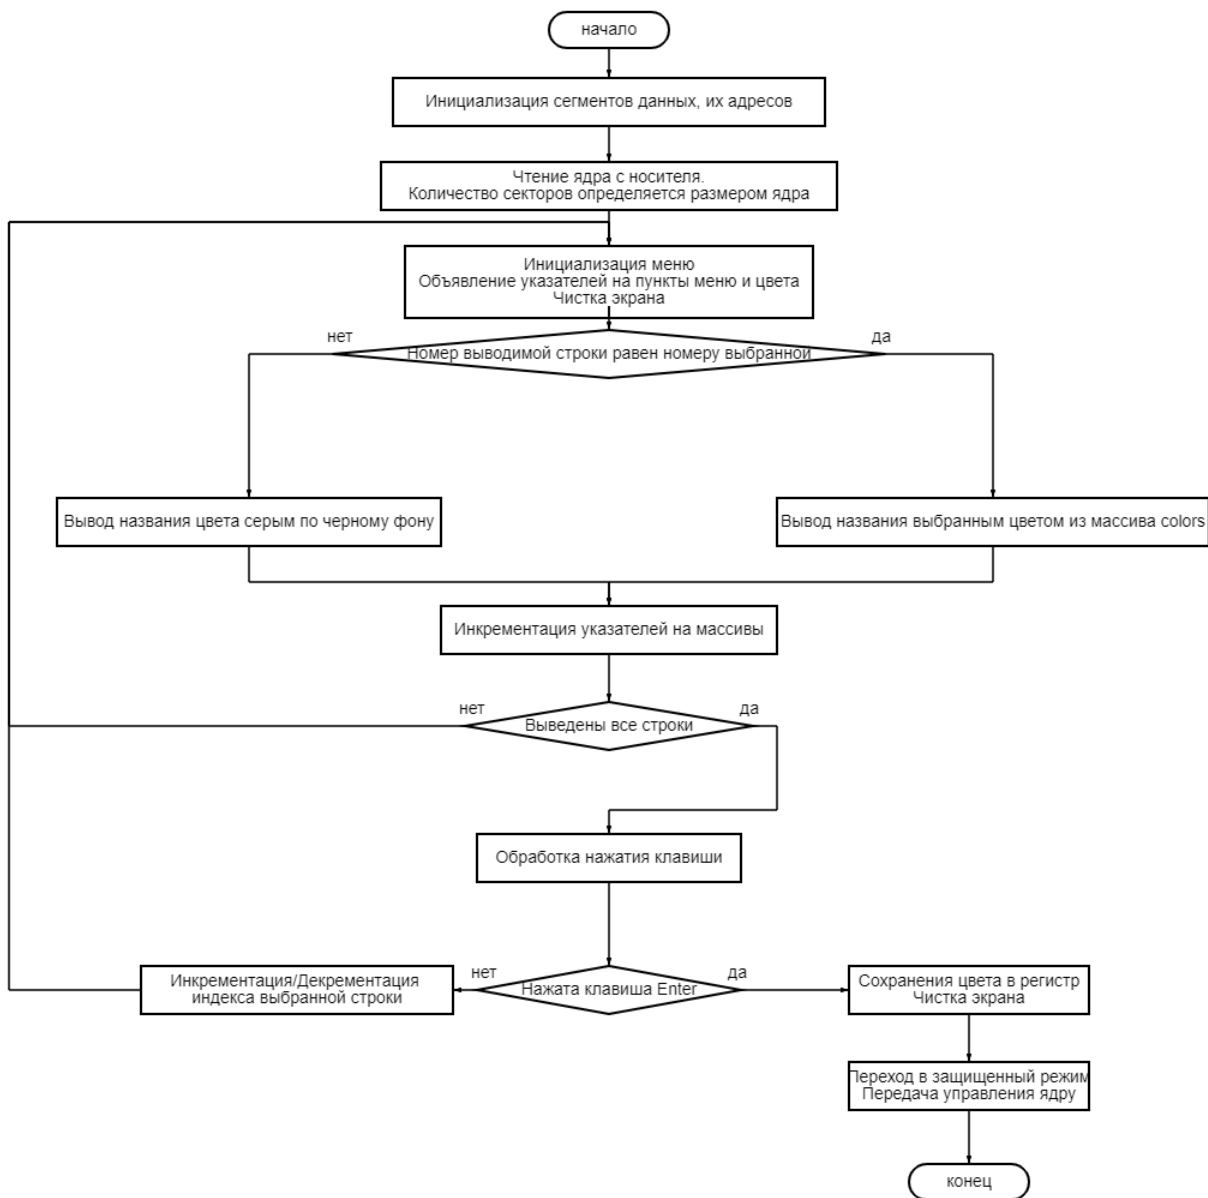 начало
Инициализация сегментов данных, их адресов
Чтение ядра с носителя.
Количество секторов определяется размером ядра
Инициализация меню
Объявление указателей на пункты меню и цвета
Чистка экрана
нет
да
Номер выводимой строки равен номеру выбранной
Вывод названия цвета серым по черному фону
Вывод названия выбранным цветом из массива colors
Инкрементация указателей на массивы
нет
да
Выведены все строки
Обработка нажатия клавиши
нет
да
Инкрементация/Декрементация
индекса выбранной строки
Нажата клавиша Enter
Сохранения цвета в регистр
Чистка экрана
Переход в защищенный режим
Передача управления ядру
конец